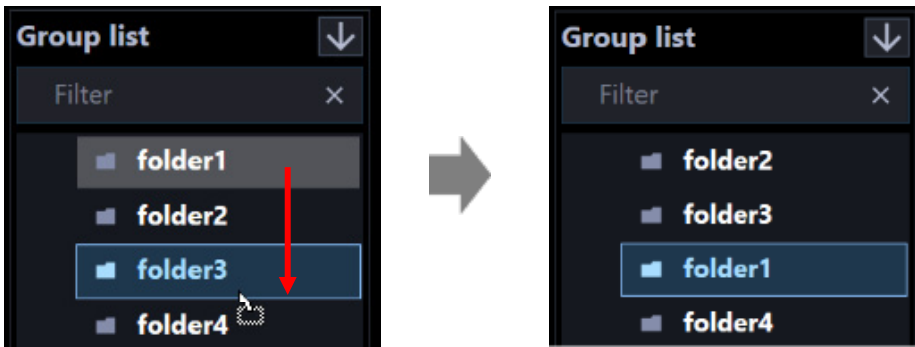 Group list
Filter
folder1
folder2
folder3
folder4
Group list
Filter
folder2
folder3
folder1
folder4